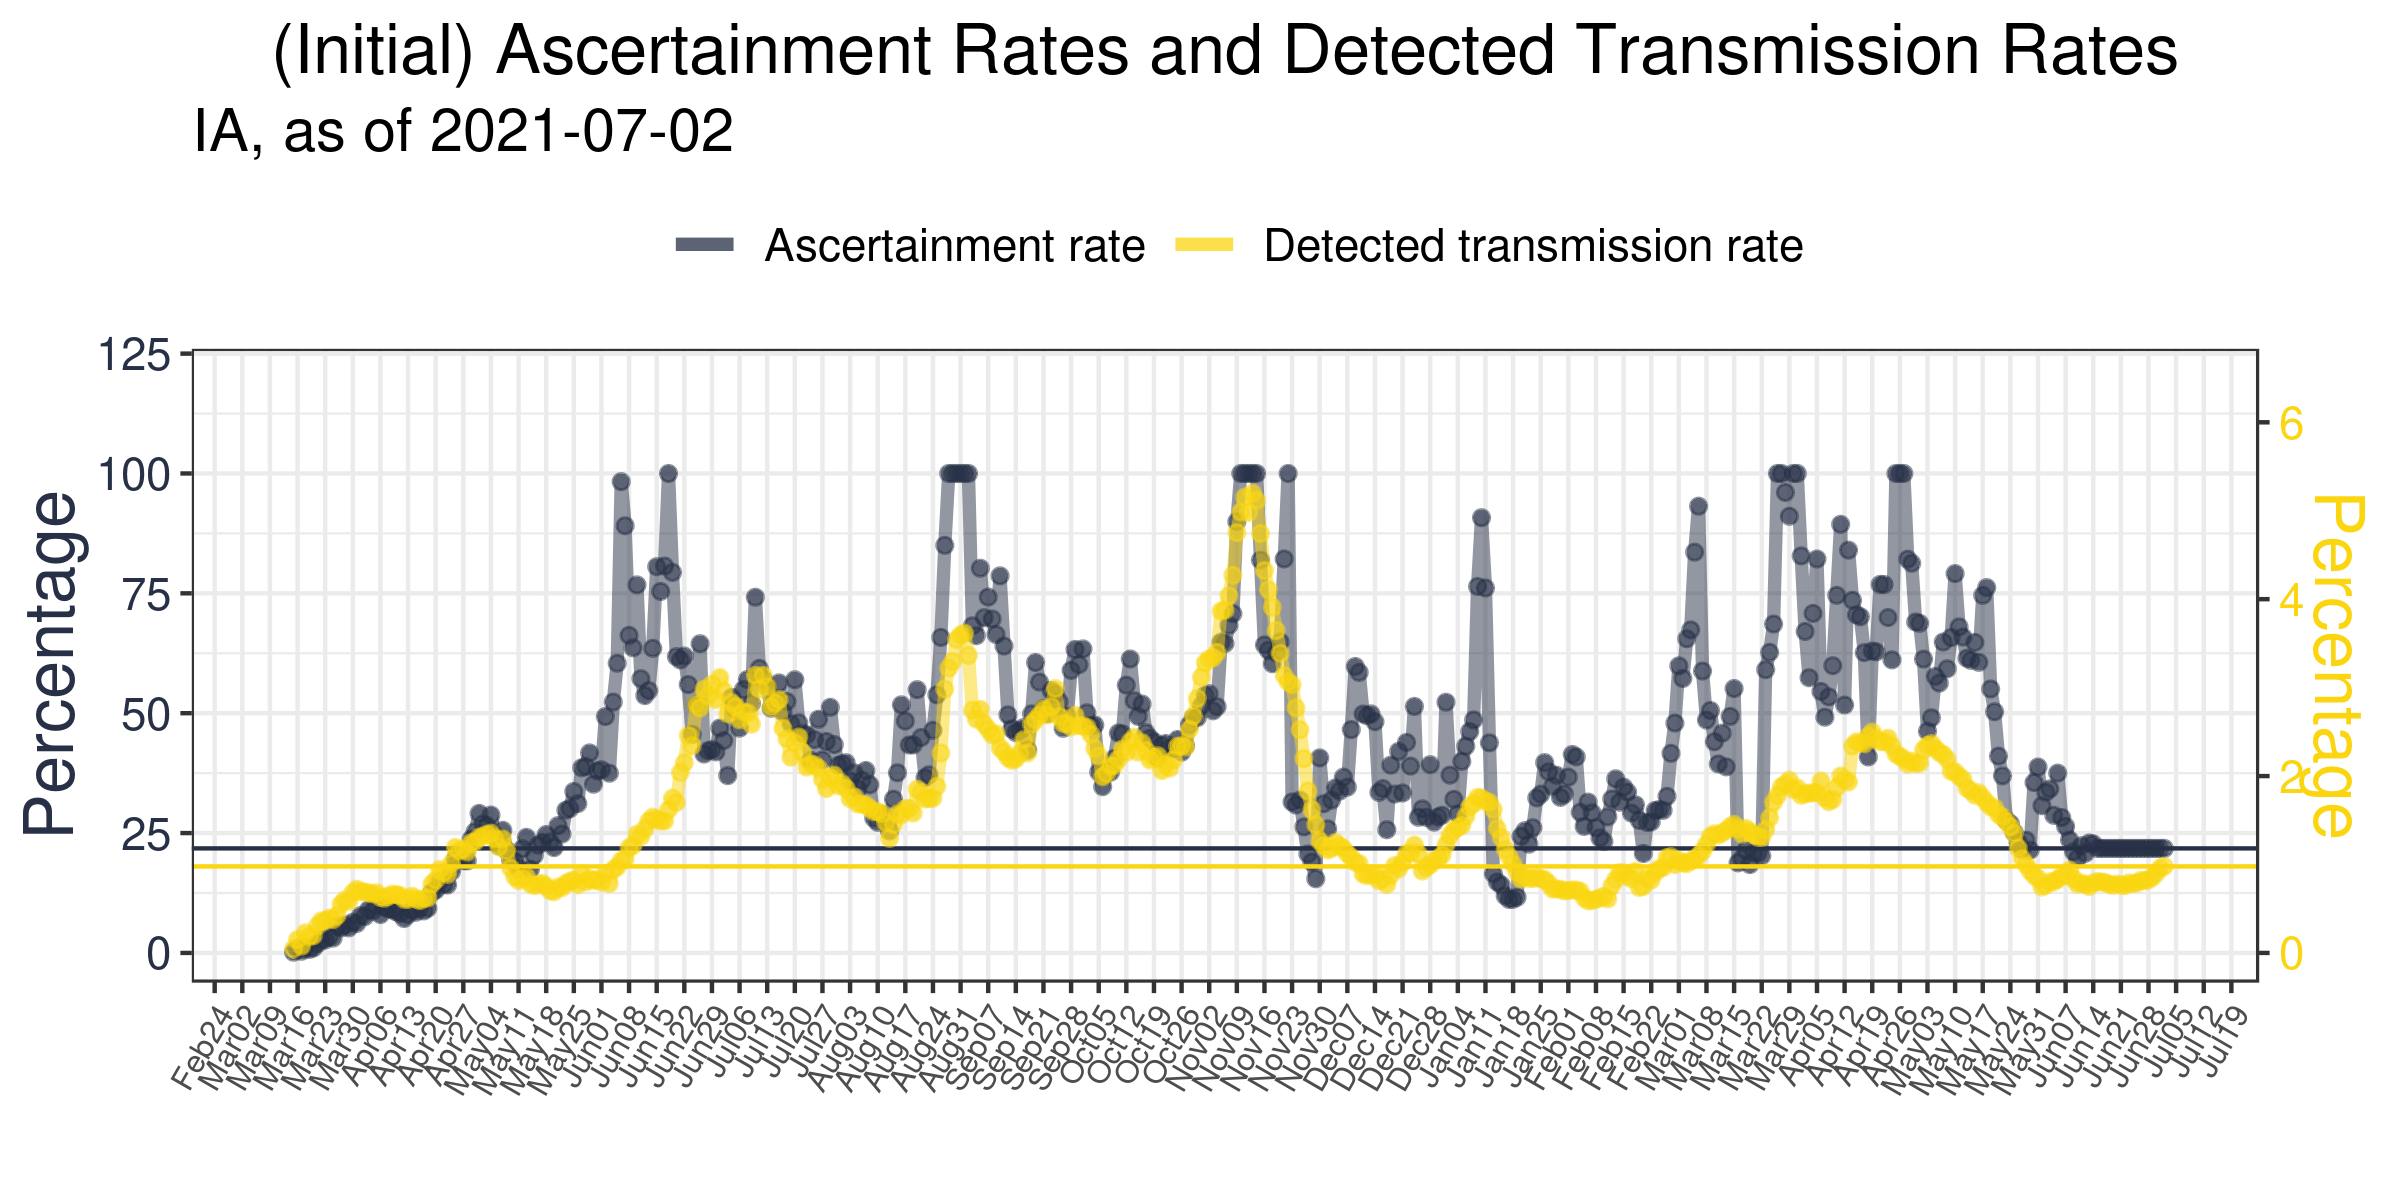 (Initial) Ascertainment Rates and Detected Transmission Rates
IA, as of 2021-07-02
Ascertainment rate
Detected transmission rate
Percentage
125
100
75
50
25
0
6
4
2
0
Percentage
Feb24
Mar02
Mar09
Mar16
Mar23
Mar30
Apr06
Apr13
Apr20
Apr27
May04
May11
May18
May25
Jun01
Jun08
Jun15
Jun22
Jun29
Jul06
Jul13
Jul20
Jul27
Aug03
Aug10
Aug17
Aug24
Aug31
Sep07
Sep14
Sep21
Sep28
Oct05
Oct12
Oct19
Oct26
Nov02
Nov09
Nov16
Nov23
Nov30
Dec07
Dec14
Dec21
Dec28
Jan04
Jan11
Jan18
Jan25
Feb01
Feb08
Feb15
Feb22
Mar01
Mar08
Mar15
Mar22
Mar29
Apr05
Apr12
Apr19
Apr26
May03
May10
May17
May24
May31
Jun07
Jun14
Jun21
Jun28
Jul05
Jul12
Jul19